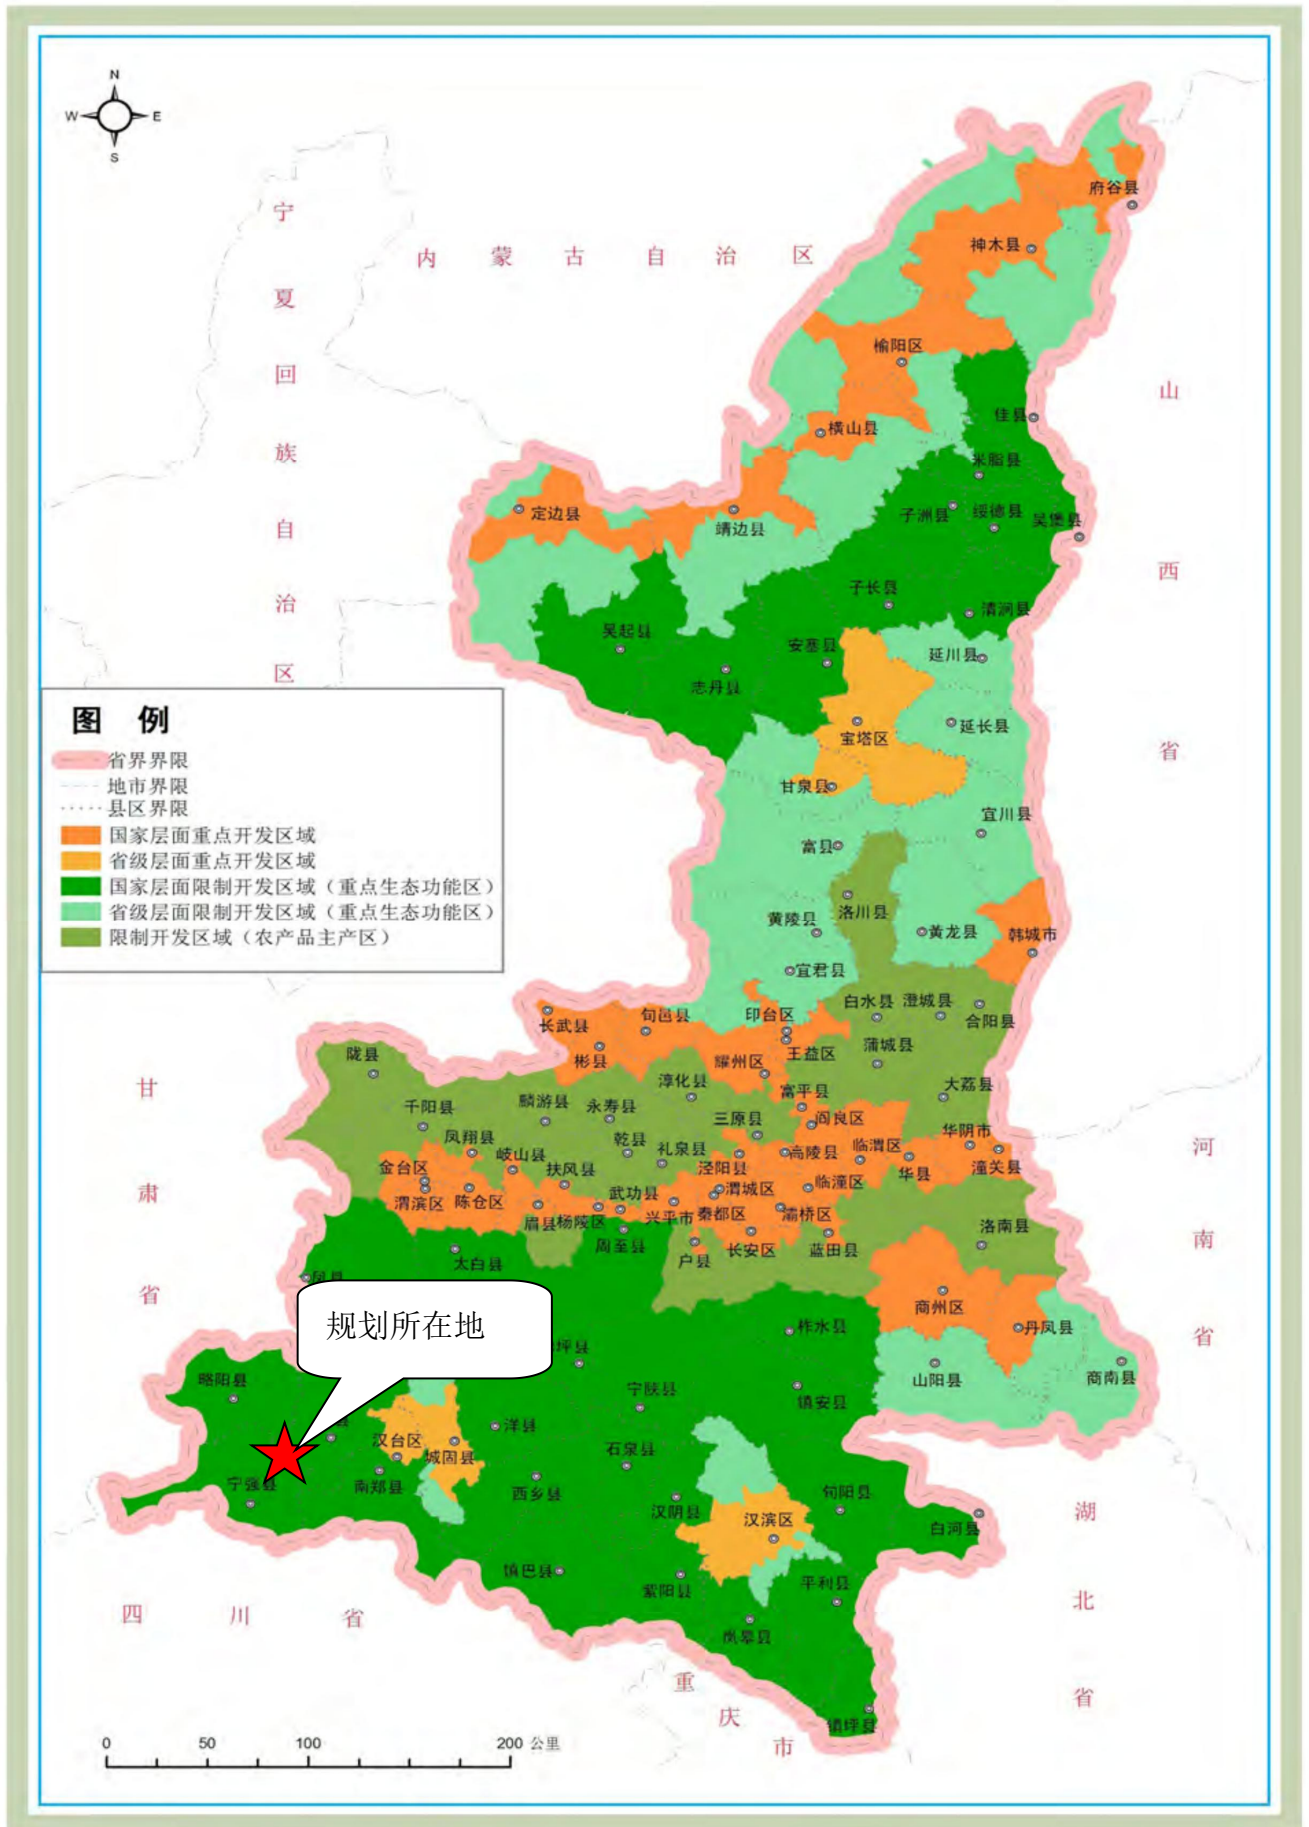 N
W E
S
宁夏回族自治区
内蒙古自治区
山西省
府谷县
神木县
榆阳区
佳县
横山县
米脂县
定边县
靖边县
子洲县
绥德县
吴堡县
子长县
清涧县
吴起县
安塞县
延川县
志丹县
宝塔区
延长县
甘泉县
宜川县
富县
洛川县
黄陵县
黄龙县
韩城市
宜君县
图 例
省界界限
地市界限
县区界限
国家层面重点开发区域
省级层面重点开发区域
国家层面限制开发区域（重点生态功能区）
省级层面限制开发区域（重点生态功能区）
限制开发区域（农产品主产区）
白水县
澄城县
合阳县
长武县
旬邑县
印台区
彬县
王益区
蒲城县
陇县
耀州区
淳化县
大荔县
富平县
千阳县
麟游县
永寿县
三原县
阎良区
凤翔县
乾县
华阴市
岐山县
礼泉县
高陵县
临渭区
金台区
泾阳县
华县
潼关县
扶风县
渭滨区
陈仓区
武功县
渭城区
临潼区
眉县
杨陵区
兴平市
秦都区
灞桥区
周至县
长安区
蓝田县
洛南县
户县
太白县
凤县
甘肃省
河南省
规划所在地
商州区
丹凤县
柞水县
坪县
略阳县
宁陕县
镇安县
山阳县
商南县
县
洋县
汉台区
城固县
石泉县
宁强县
南郑县
西乡县
汉阴县
旬阳县
汉滨区
白河县
镇巴县
紫阳县
平利县
岚皋县
镇坪县
四川省
重庆市
湖北省
0 50 100 200 公里